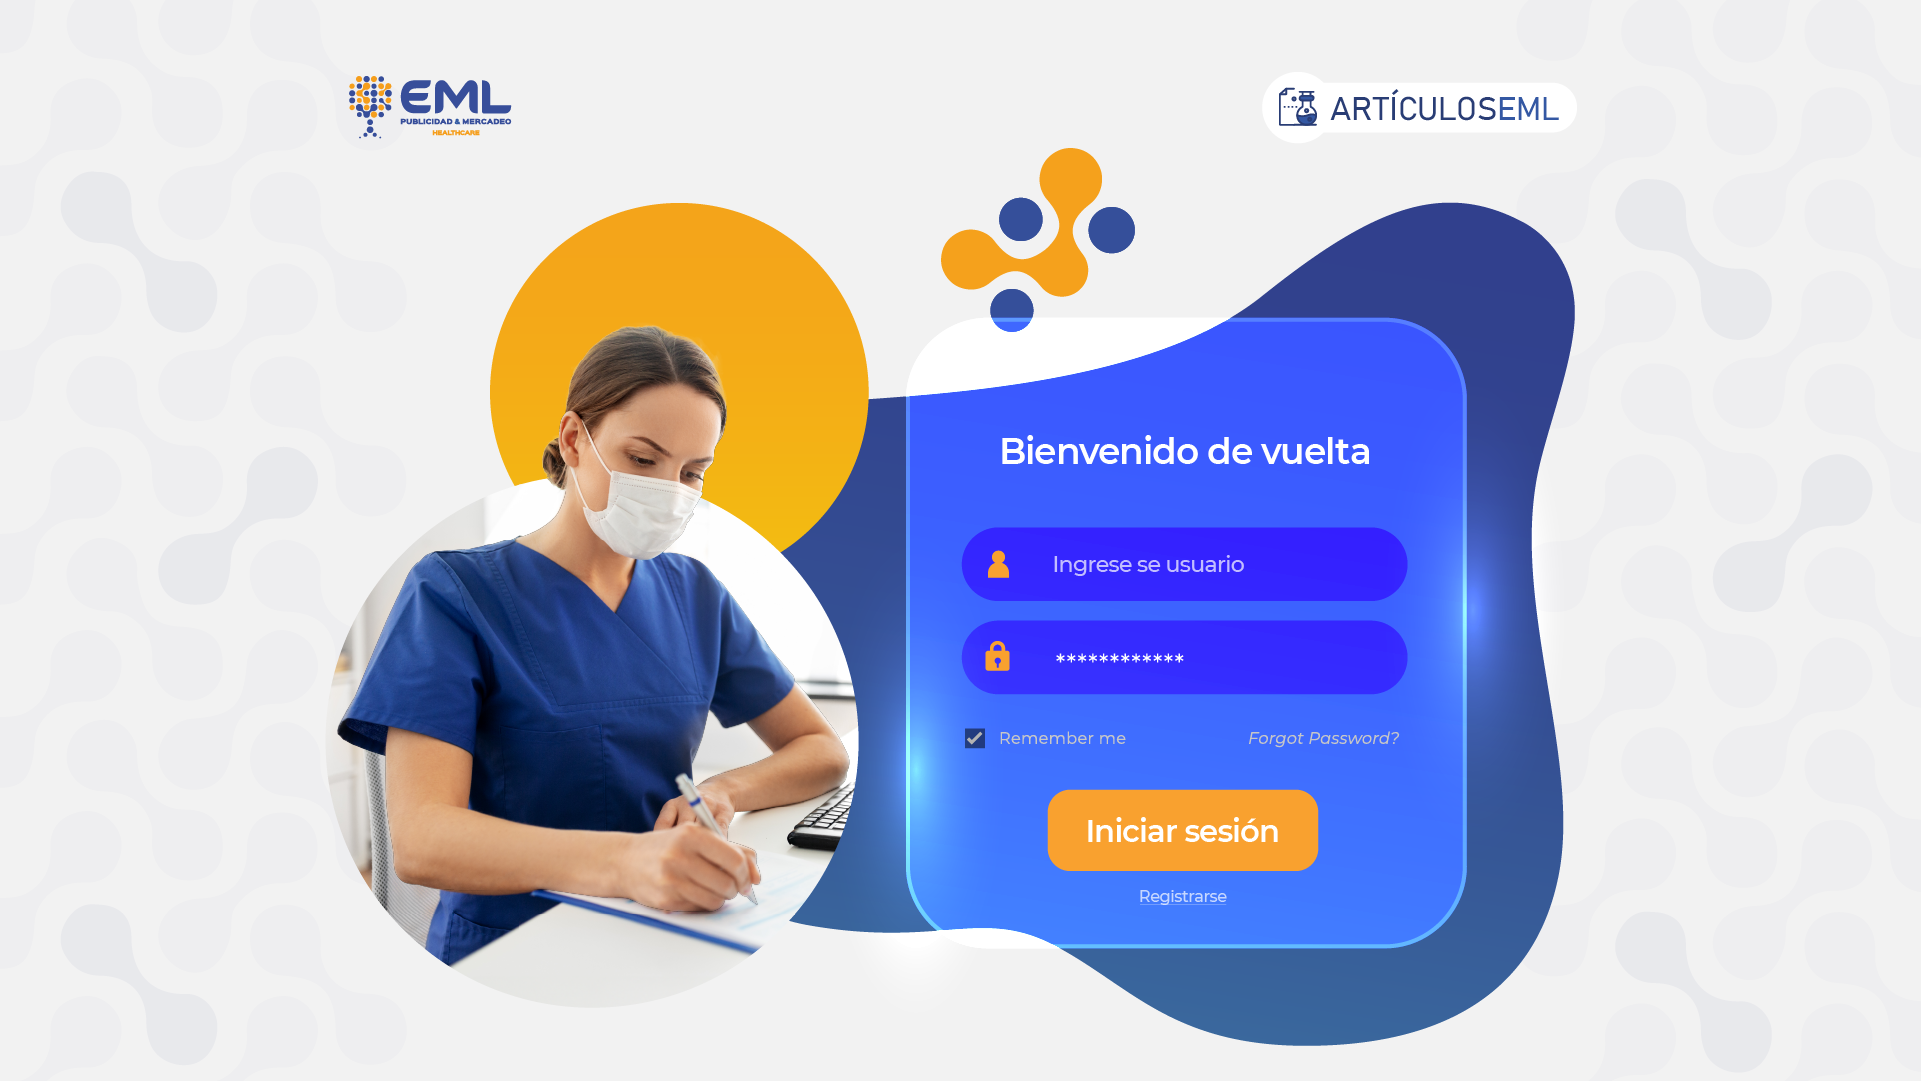 EML
PUBLICIDAD & MERCADEO
HEALTHCARE
ARTÍCULOSEML
Bienvenido de vuelta
Ingrese se usuario
************
Remember me
Forgot Password?
Iniciar sesión
Registrarse